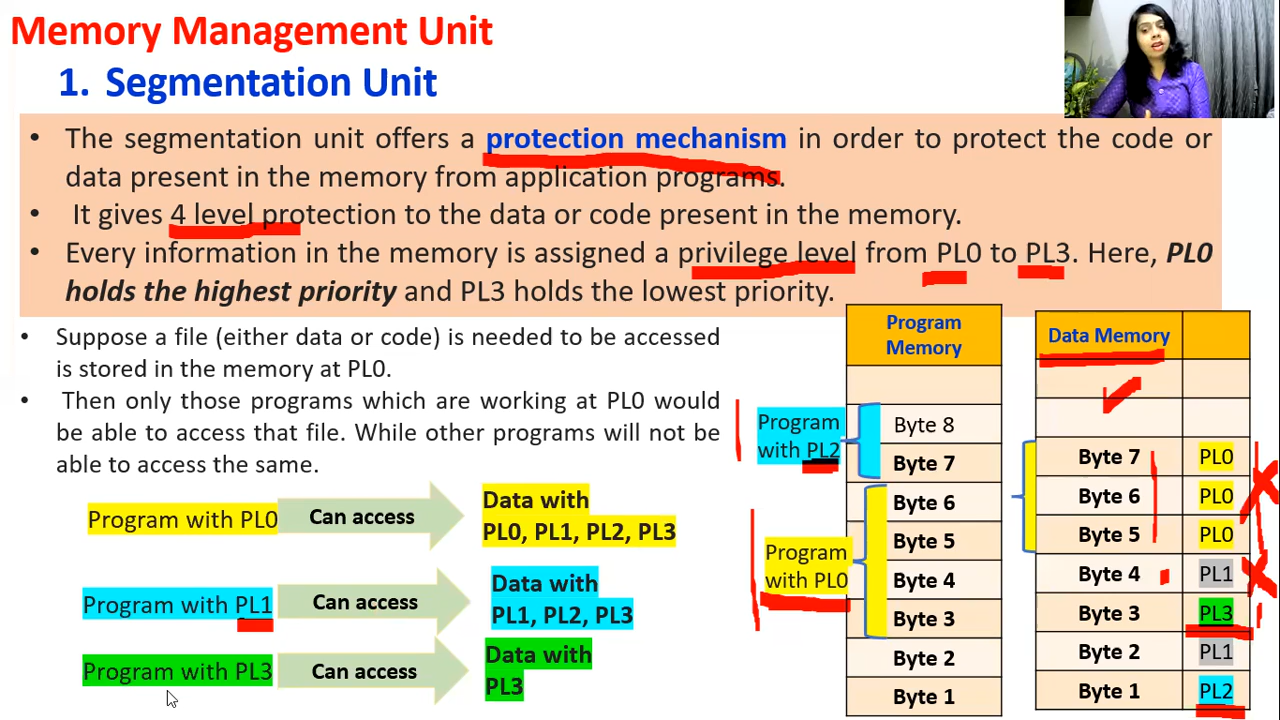 Memory Management Unit
1. Segmentation Unit
• The segmentation unit offers a protection mechanism in order to protect the code or
data present in the memory from application programs.
• It gives 4 level protection to the data or code present in the memory.
• Every information in the memory is assigned a privilege level from PL0 to PL3. Here, PL0
holds the highest priority and PL3 holds the lowest priority.
• Suppose a file (either data or code) is needed to be accessed
is stored in the memory at PL0.
• Then only those programs which are working at PL0 would
be able to access that file. While other programs will not be
able to access the same.
Program with PL0
Can access
Data with
PL0, PL1, PL2, PL3
Program with PL1
Can access
Data with
PL1, PL2, PL3
Program with PL3
Can access
Data with
PL3
Program
with PL2
Program
with PL0
Program
Memory
Byte 8
Byte 7
Byte 6
Byte 5
Byte 4
Byte 3
Byte 2
Byte 1
Data Memory
Byte 7 PL0
Byte 6 PL0
Byte 5 PL0
Byte 4 PL1
Byte 3 PL3
Byte 2 PL1
Byte 1 PL2